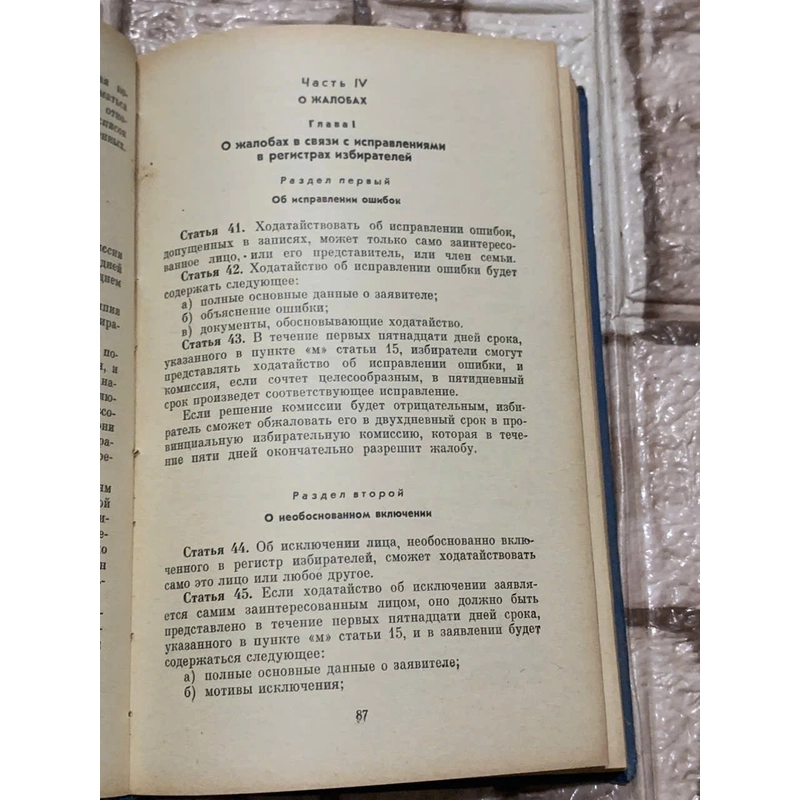 Часть IV
О ЖАЛОБАХ
Глава I
О жалобах в связи с исправлениями
в регистрах избирателей
Раздел первый
Об исправлении ошибок
Статья 41. Ходатайствовать об исправлении ошибок,
допущенных в записях, может только само заинтересо-
ванное лицо, или его представитель, или член семьи.
Статья 42. Ходатайство об исправлении ошибки будет
содержать следующее:
а) полные основные данные о заявителе;
б) объяснение ошибки;
в) документы, обосновывающие ходатайство.
Статья 43. В течение первых пятнадцати дней срока,
указанного в пункте «м» статьи 15, избиратели смогут
представлять ходатайство об исправлении ошибки, и
комиссия, если сочтет целесообразным, в пятидневный
срок произведет соответствующее исправление.
Если решение комиссии будет отрицательным, изби-
ратель сможет обжаловать его в двухдневный срок в про-
винциальную избирательную комиссию, которая в тече-
ние пяти дней окончательно разрешит жалобу.
Раздел второй
О необоснованном включении
Статья 44. Об исключении лица, необоснованно вклю-
ченного в регистр избирателей, сможет ходатайствовать
само это лицо или любое другое.
Статья 45. Если ходатайство об исключении заявля-
ется самим заинтересованным лицом, оно должно быть
представлено в течение первых пятнадцати дней срока,
указанного в пункте «м» статьи 15, и в заявлении будет
содержаться следующее:
а) полные основные данные о заявителе;
б) мотивы исключения;
87